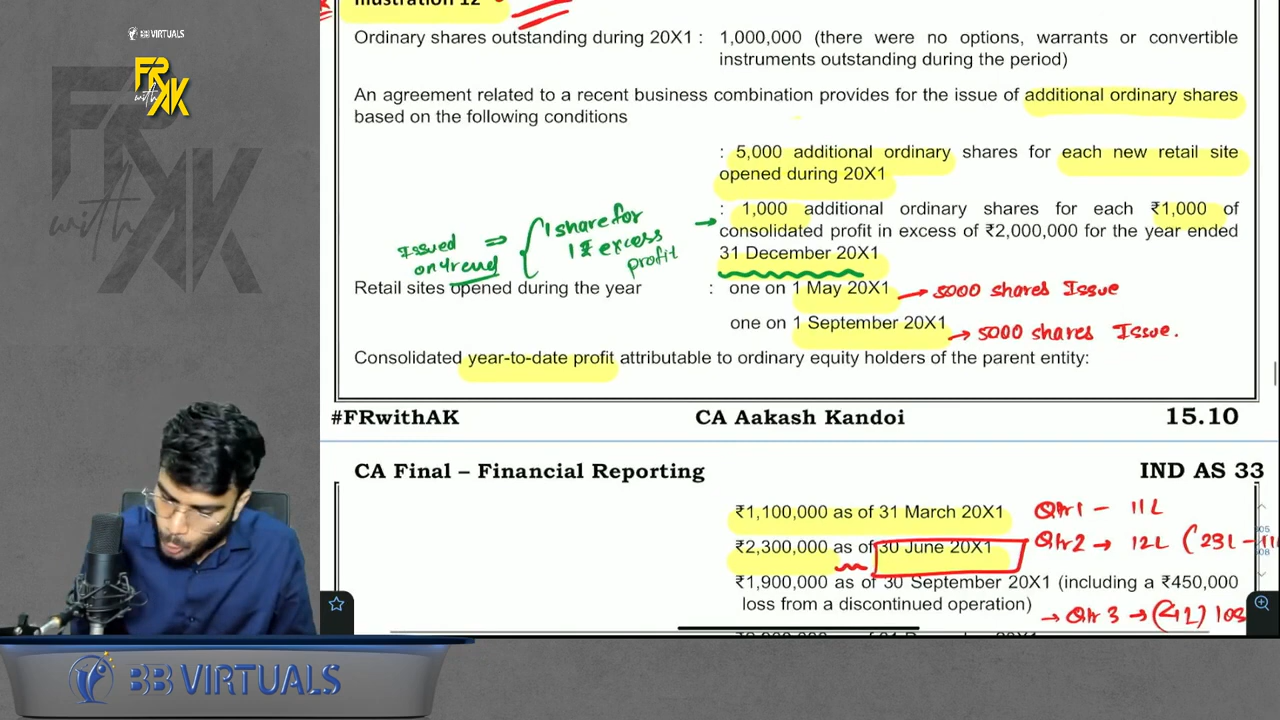 BB VIRTUALS
FR
with
AK
FR
with
AK
Illustration 12
Ordinary shares outstanding during 20X1 : 1,000,000 (there were no options, warrants or convertible
instruments outstanding during the period)
An agreement related to a recent business combination provides for the issue of additional ordinary shares
based on the following conditions
: 5,000 additional ordinary shares for each new retail site
opened during 20X1
: 1,000 additional ordinary shares for each ₹1,000 of
consolidated profit in excess of ₹2,000,000 for the year ended
31 December 20X1
Issued
on yrend
⇒ { 1 share for
1₹ excess
profit →
Retail sites opened during the year : one on 1 May 20X1 → 5000 shares Issue
one on 1 September 20X1 → 5000 shares Issue.
Consolidated year-to-date profit attributable to ordinary equity holders of the parent entity:
#FRwithAK CA Aakash Kandoi 15.10
CA Final – Financial Reporting IND AS 33
₹1,100,000 as of 31 March 20X1 Qtr1 - 11L
₹2,300,000 as of 30 June 20X1 Qtr2 → 12L (23L - 11
₹1,900,000 as of 30 September 20X1 (including a ₹450,000
loss from a discontinued operation) → Qtr 3 → (4L) los
BB VIRTUALS